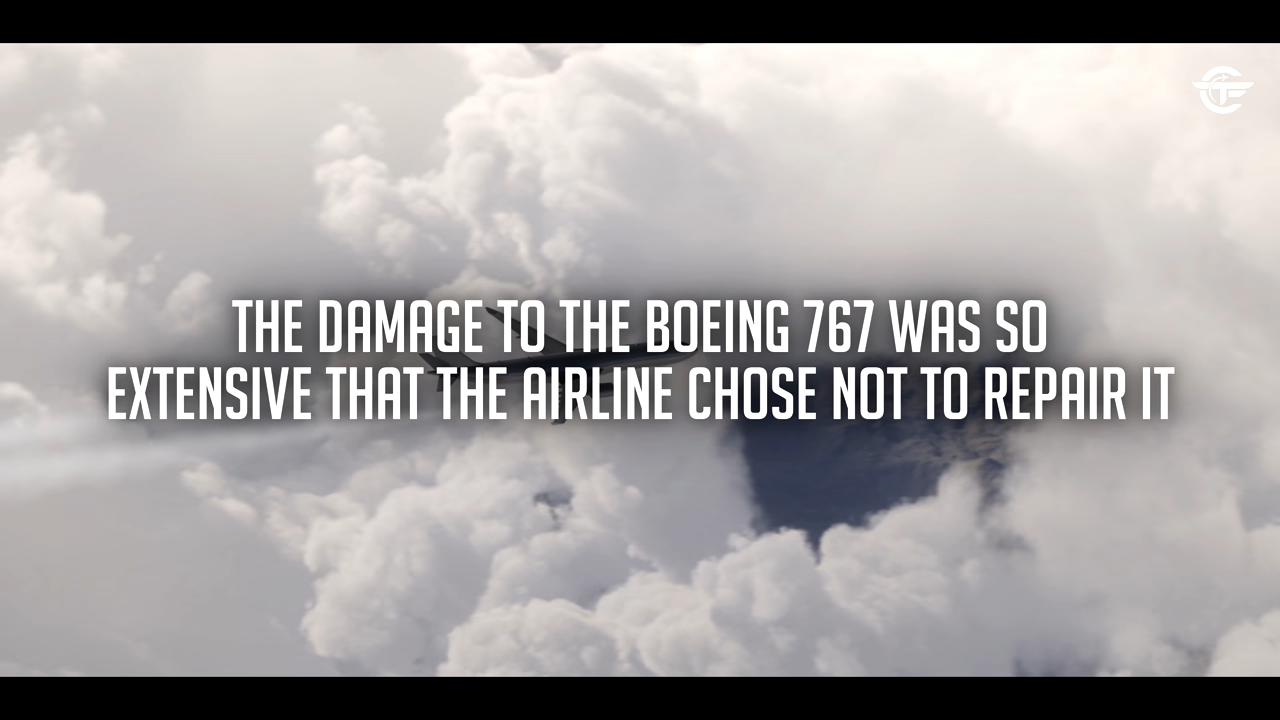 THE DAMAGE TO THE BOEING 767 WAS SO
EXTENSIVE THAT THE AIRLINE CHOSE NOT TO REPAIR IT